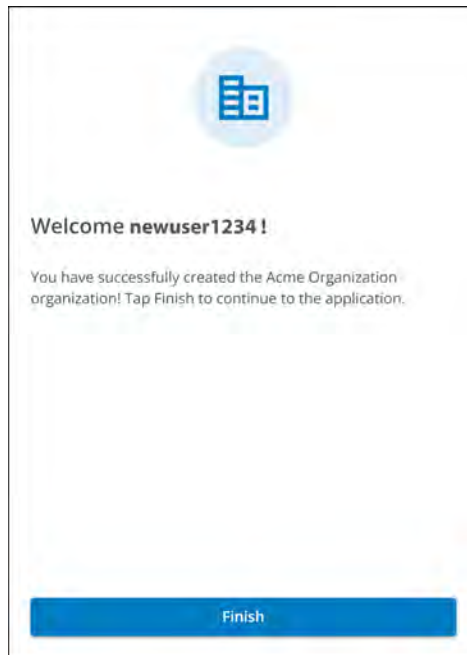 Welcome newuser1234!
You have successfully created the Acme Organization
organization! Tap Finish to continue to the application.
Finish